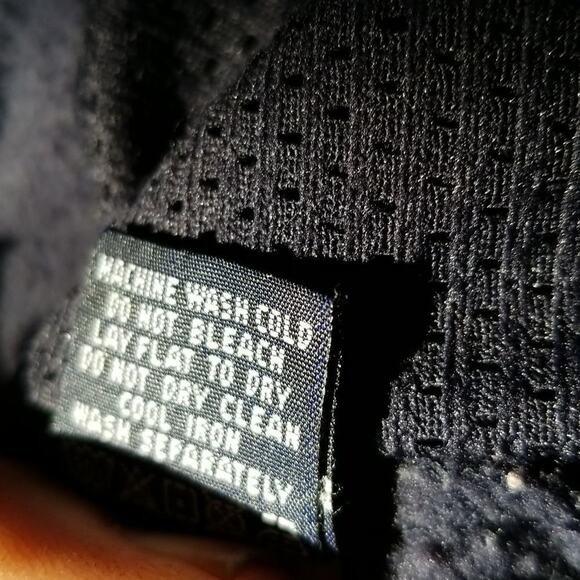 MACHINE WASH COLD
DO NOT BLEACH
LAY FLAT TO DRY
DO NOT DRY CLEAN
COOL IRON
WASH SEPARATELY